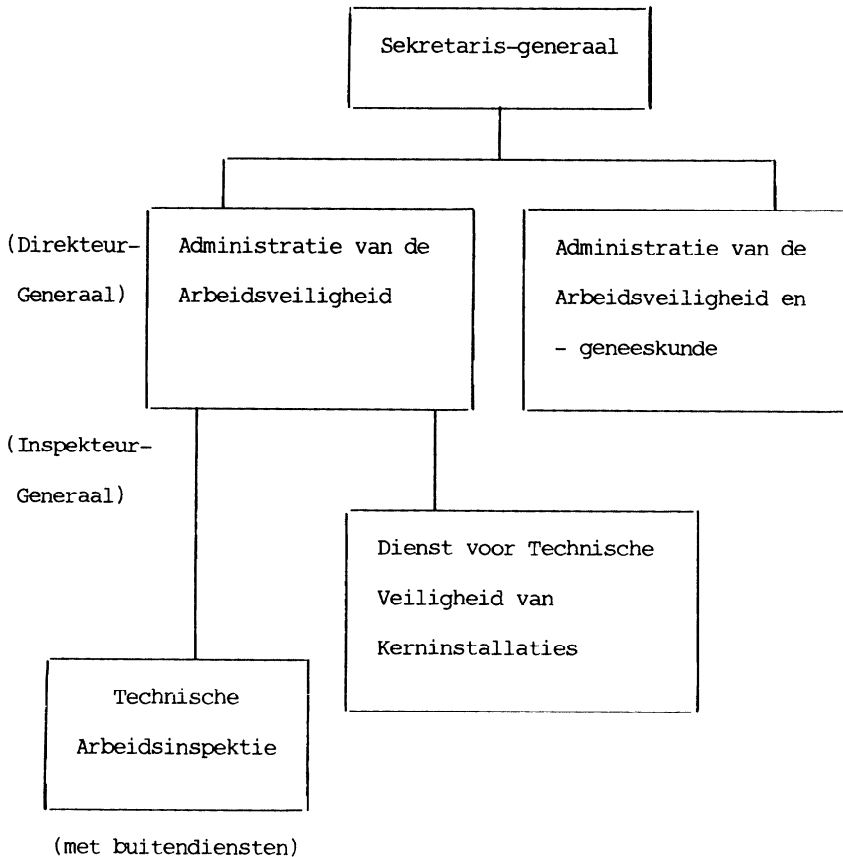 Sekretaris-generaal
(Direkteur-
Generaal)
Administratie van de
Arbeidsveiligheid
Administratie van de
Arbeidsveiligheid en
- geneeskunde
(Inspekteur-
Generaal)
Dienst voor Technische
Veiligheid van
Kerninstallaties
Technische
Arbeidsinspektie
(met buitendiensten)